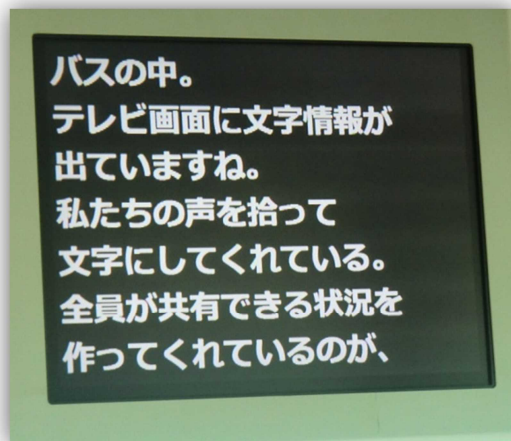 バスの中。
テレビ画面に文字情報が
出ていますね。
私たちの声を拾って
文字にしてくれている。
全員が共有できる状況を
作ってくれているのが、